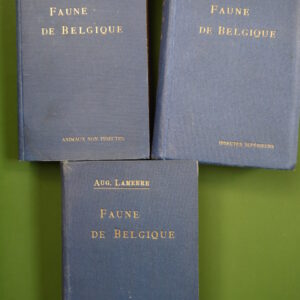 FAUNE
DE BELGIQUE
ANIMAUX NON INSECTES
FAUNE
DE BELGIQUE
INSECTES SUPÉRIEURS
AUG. LAMEERE
FAUNE
DE BELGIQUE